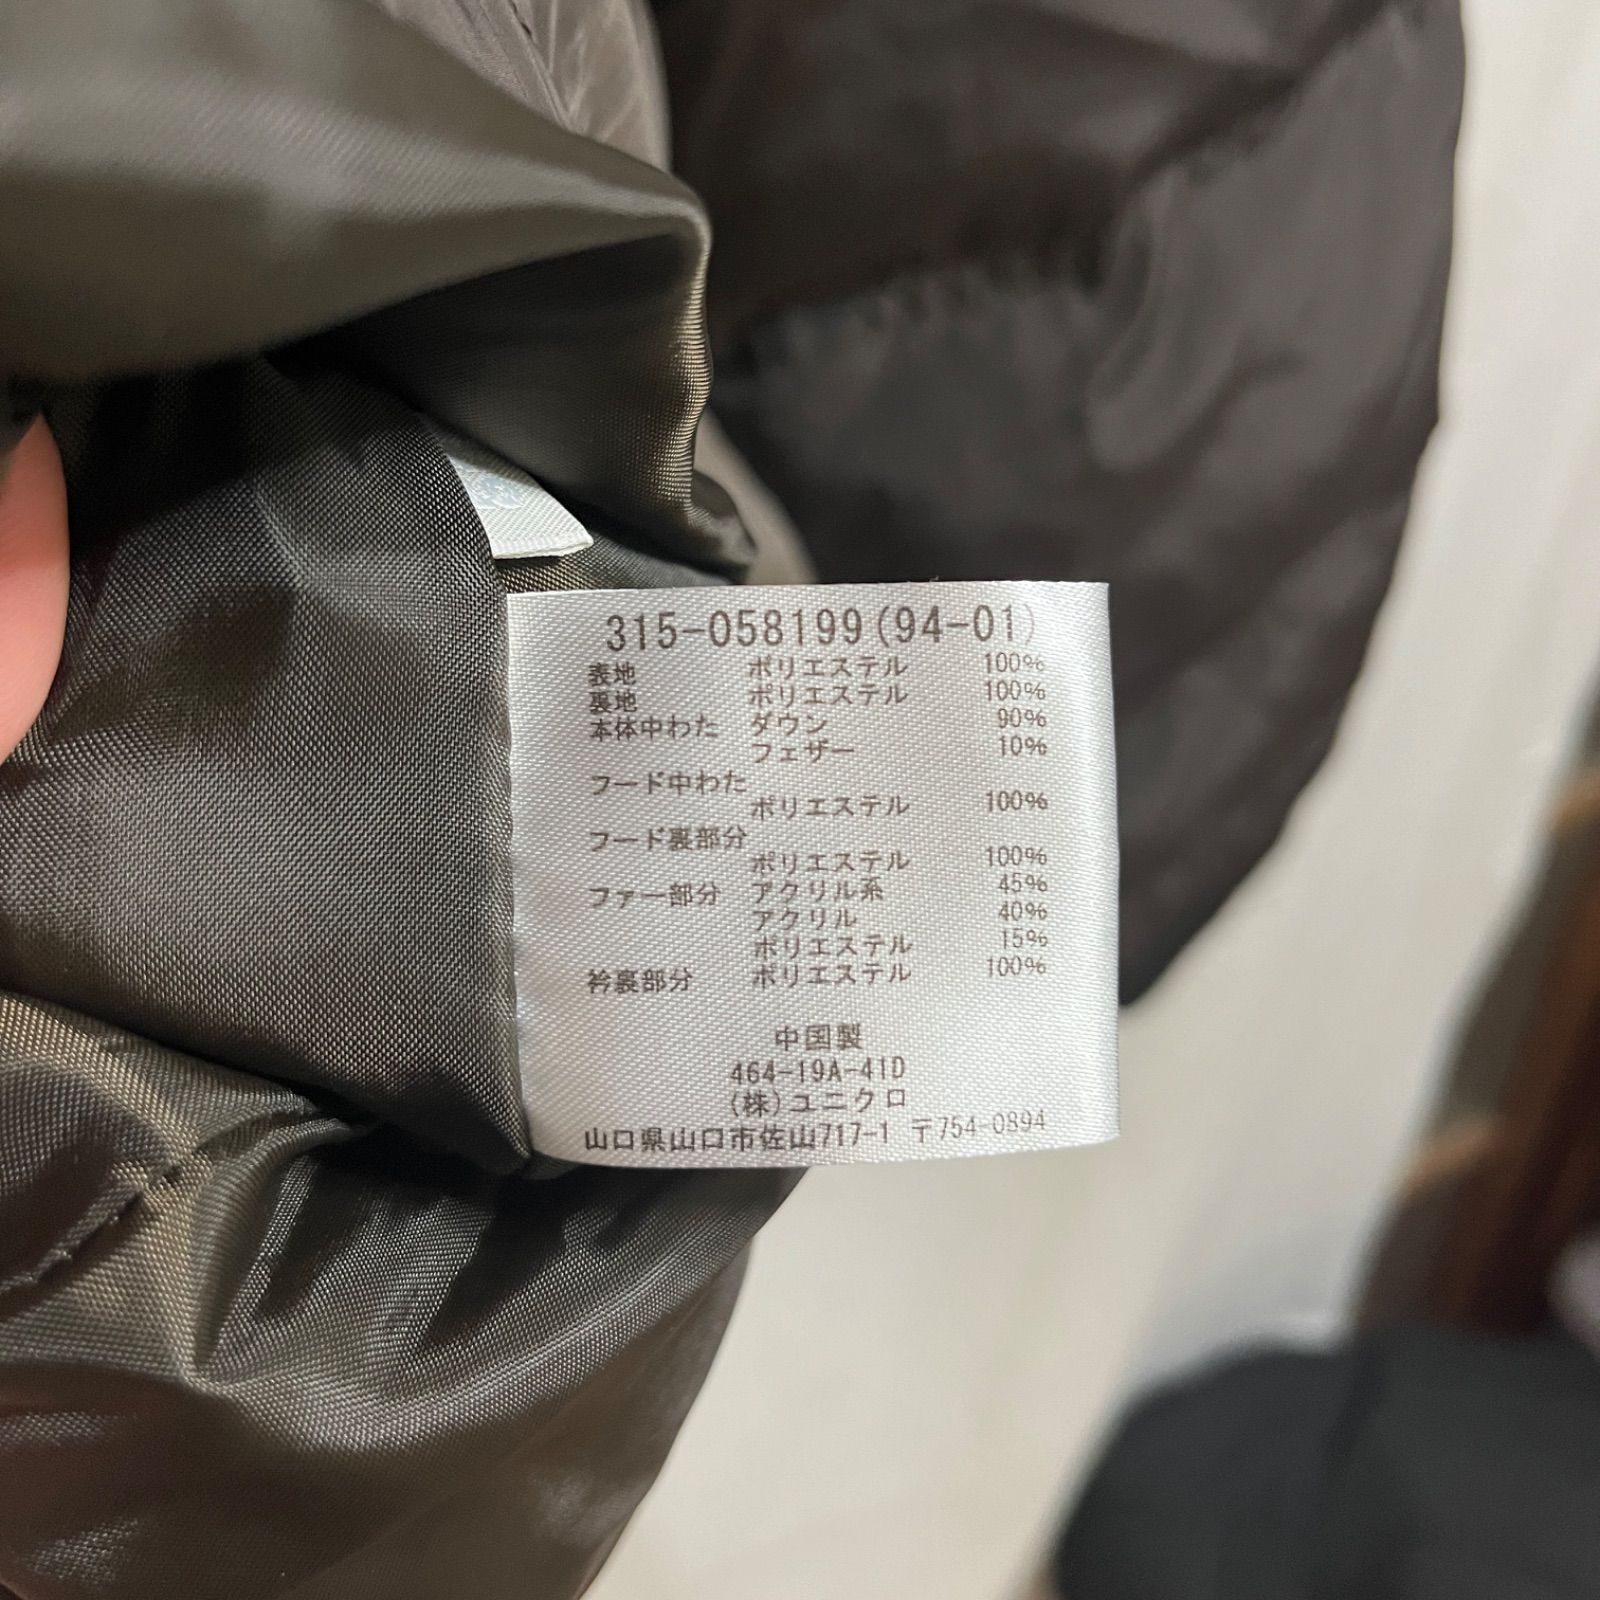 315-058199(94-01)
表地 ポリエステル 100%
裏地 ポリエステル 100%
本体中わた ダウン 90%
フェザー 10%
フード中わた
ポリエステル 100%
フード裏部分
ポリエステル 100%
ファー部分 アクリル系 45%
アクリル 40%
ポリエステル 15%
衿裏部分 ポリエステル 100%
中国製
464-19A-41D
(株)ユニクロ
山口県山口市佐山717-1 〒754-0894